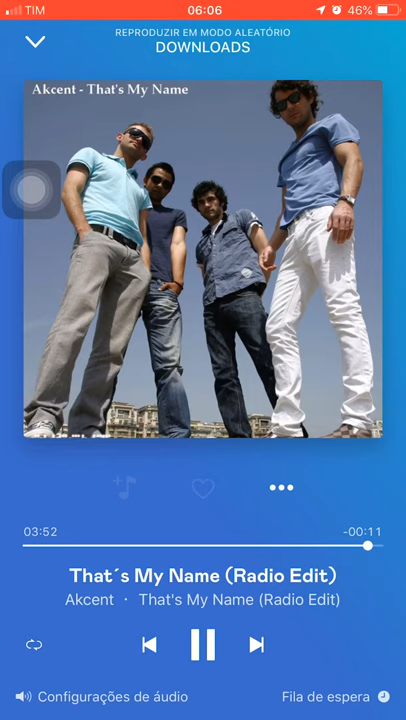 TIM 06:06 46%
REPRODUZIR EM MODO ALEATÓRIO
DOWNLOADS
Akcent - That's My Name
03:52 -00:11
That´s My Name (Radio Edit)
Akcent · That's My Name (Radio Edit)
Configurações de áudio Fila de espera